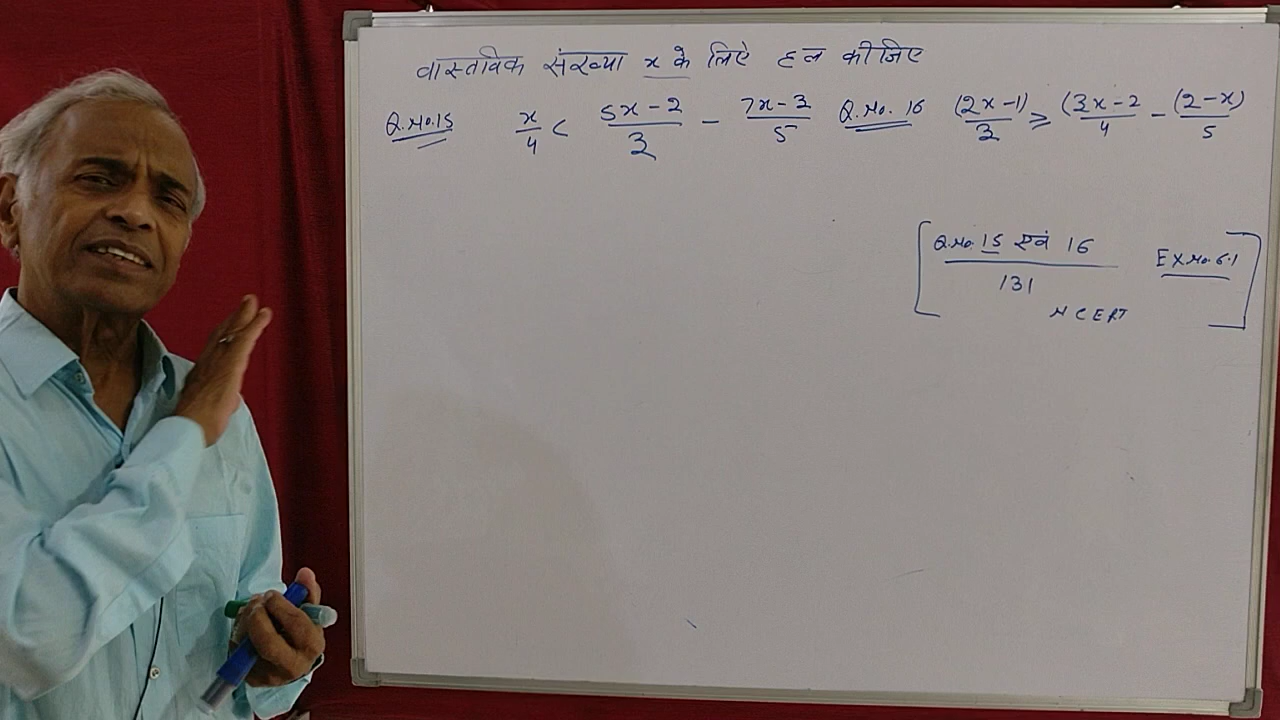 वास्तविक संख्या x के लिऐ हल कीजिए
Q.No.15 x/4 < (5x-2)/3 - (7x-3)/5 Q.No. 16 (2x-1)/3 ≥ (3x-2/4 - (2-x)/5
Q.No. 15 एवं 16 EX No. 6.1
131
NCERT